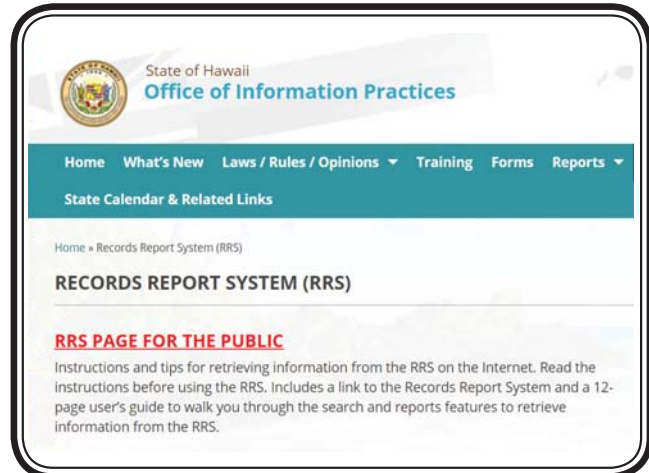 State of Hawaii
Office of Information Practices
Home What's New Laws / Rules / Opinions Training Forms Reports
State Calendar & Related Links
Home » Records Report System (RRS)
RECORDS REPORT SYSTEM (RRS)
RRS PAGE FOR THE PUBLIC
Instructions and tips for retrieving information from the RRS on the Internet. Read the
instructions before using the RRS. Includes a link to the Records Report System and a 12-
page user's guide to walk you through the search and reports features to retrieve
information from the RRS.